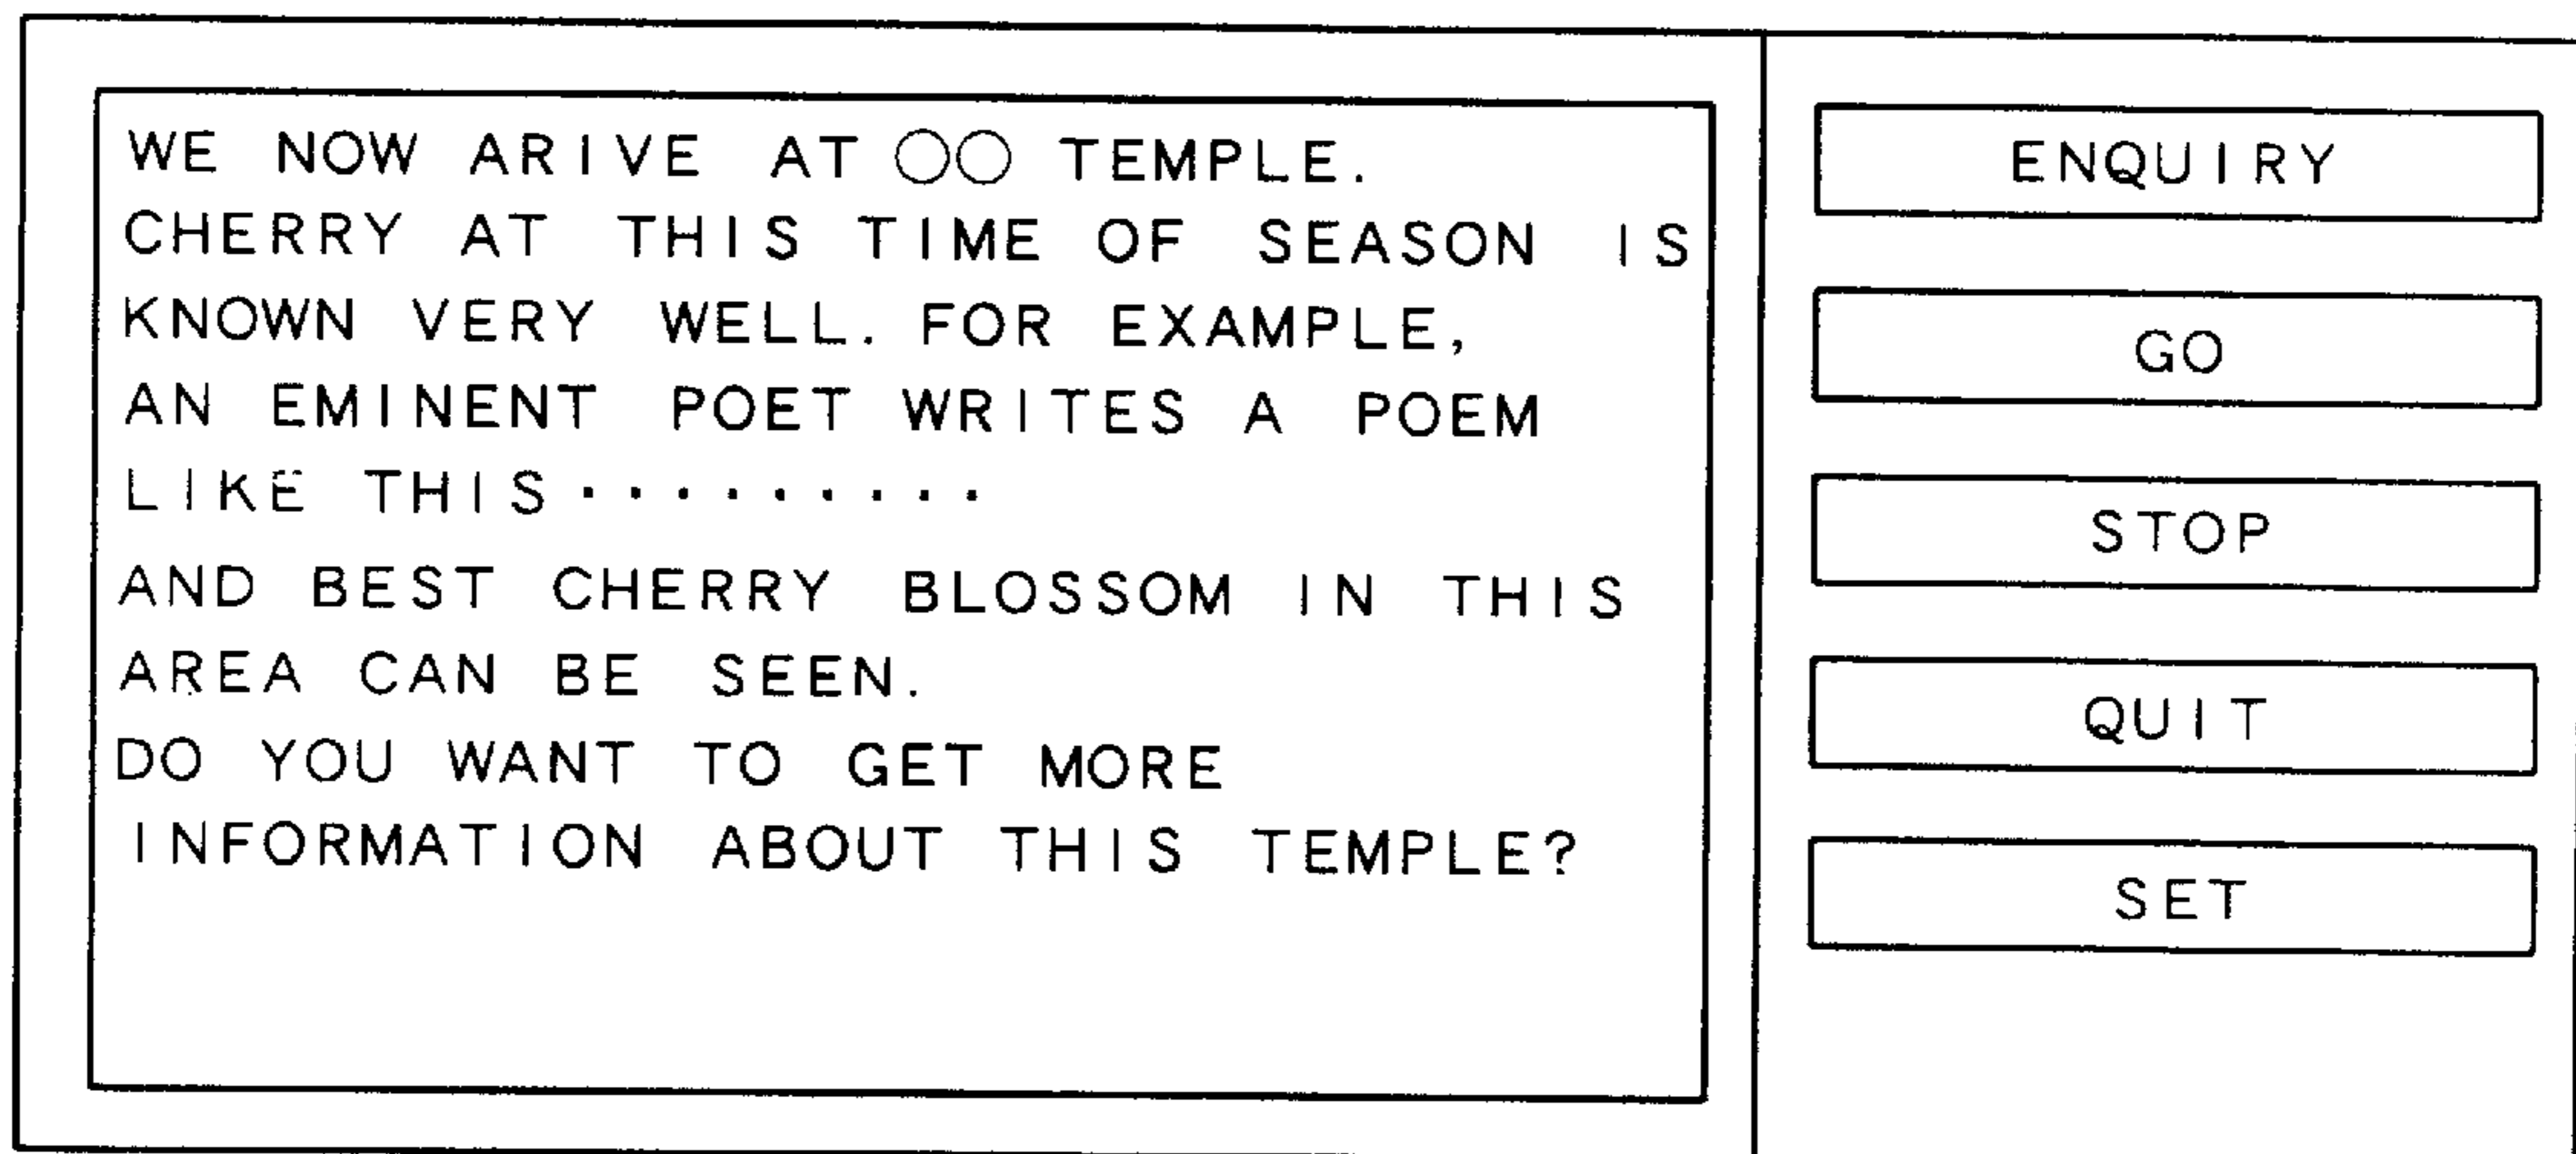 WE NOW ARIVE AT ○○ TEMPLE.
CHERRY AT THIS TIME OF SEASON IS
KNOWN VERY WELL. FOR EXAMPLE,
AN EMINENT POET WRITES A POEM
LIKE THIS·········
AND BEST CHERRY BLOSSOM IN THIS
AREA CAN BE SEEN.
DO YOU WANT TO GET MORE
INFORMATION ABOUT THIS TEMPLE?
ENQUIRY
GO
STOP
QUIT
SET